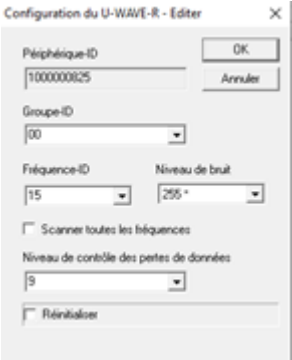 Configuration du U-WAVE-R - Editer
Périphérique-ID
OK
1000000825
Annuler
Groupe-ID
00
Fréquence-ID
Niveau de bruit
15
255 *
Scanner toutes les fréquences
Niveau de contrôle des pertes de données
9
Réinitialiser